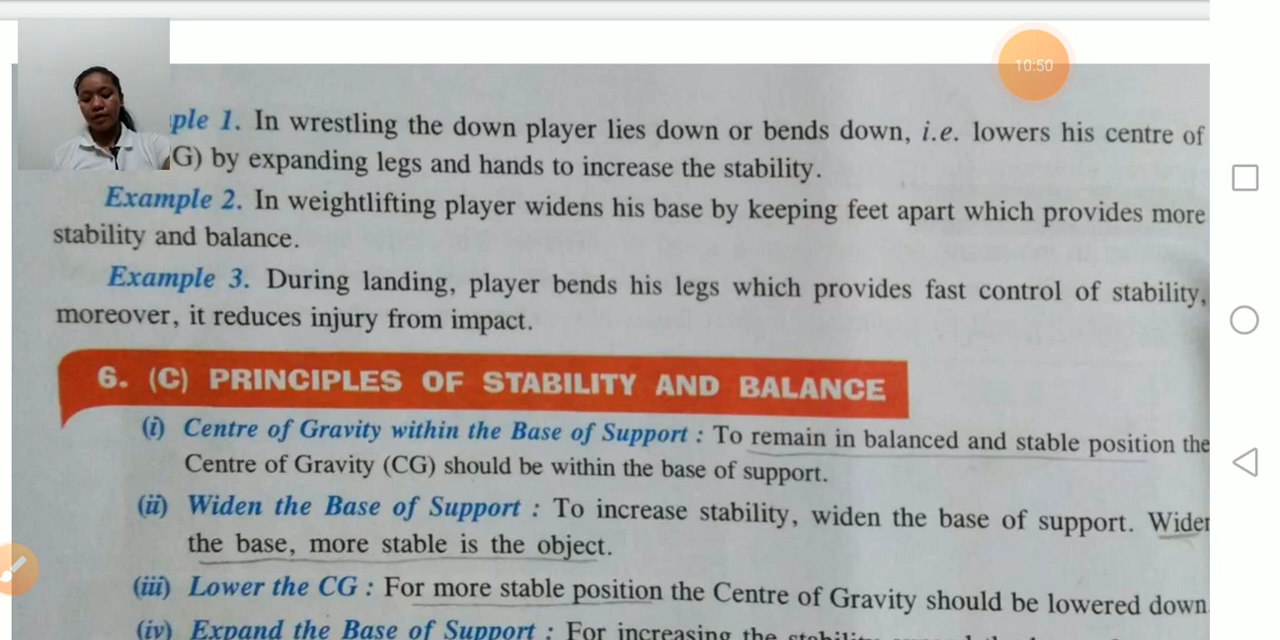 10:50
ple 1. In wrestling the down player lies down or bends down, i.e. lowers his centre of
G) by expanding legs and hands to increase the stability.
Example 2. In weightlifting player widens his base by keeping feet apart which provides more
stability and balance.
Example 3. During landing, player bends his legs which provides fast control of stability,
moreover, it reduces injury from impact.
6. (C) PRINCIPLES OF STABILITY AND BALANCE
(i) Centre of Gravity within the Base of Support : To remain in balanced and stable position the
Centre of Gravity (CG) should be within the base of support.
(ii) Widen the Base of Support : To increase stability, widen the base of support. Wider
the base, more stable is the object.
(iii) Lower the CG : For more stable position the Centre of Gravity should be lowered down
(iv) Expand the Base of Support : For increasing the stability